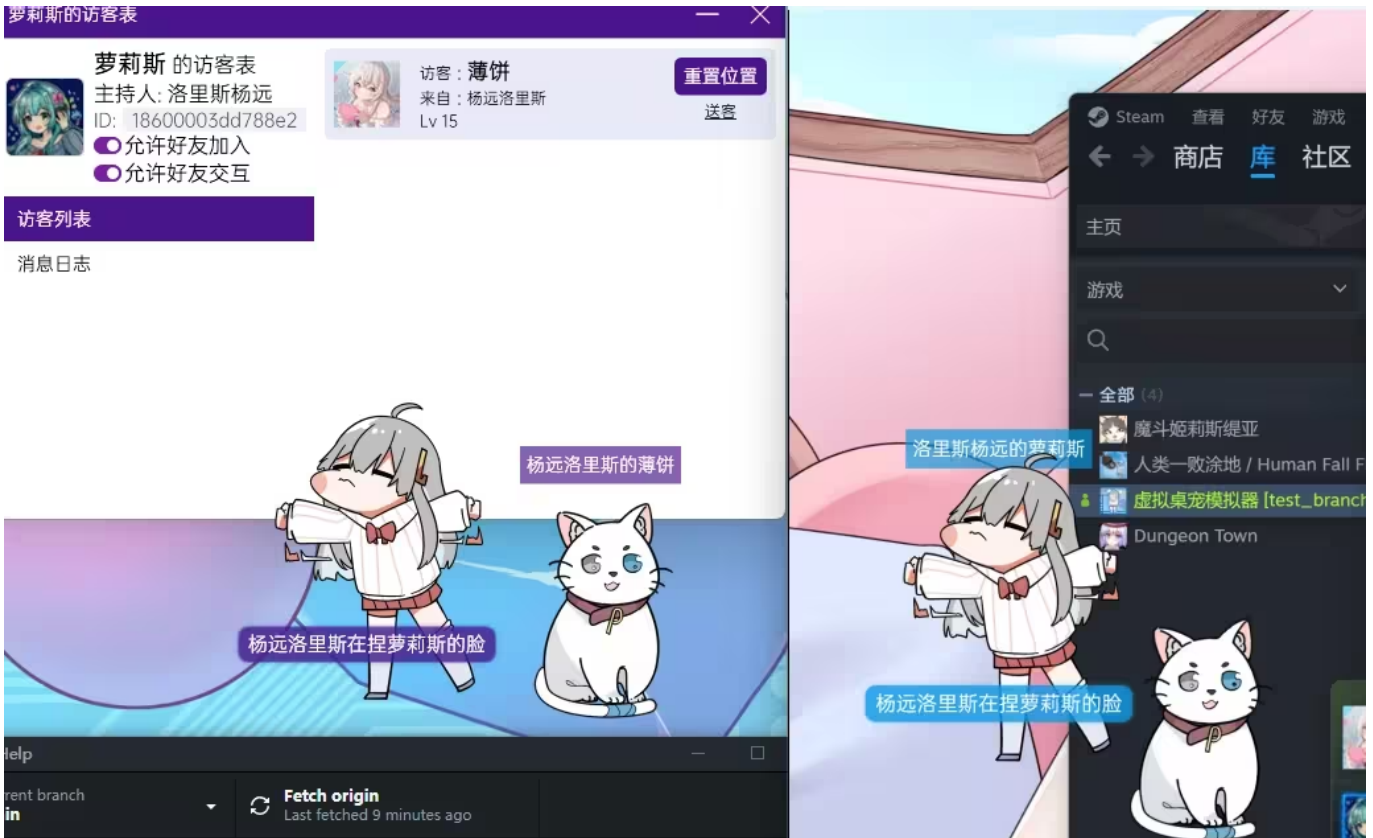 萝莉斯的访客表
萝莉斯 的访客表
主持人: 洛里斯杨远
ID: 18600003dd788e2
允许好友加入
允许好友交互
访客列表
消息日志
访客 : 薄饼
来自 : 杨远洛里斯
Lv 15
重置位置
送客
杨远洛里斯的薄饼
杨远洛里斯在捏萝莉斯的脸
Help
rent branch
in
Fetch origin
Last fetched 9 minutes ago
Steam 查看 好友 游戏
商店 库 社区
主页
游戏
全部 (4)
魔斗姬莉斯缇亚
人类一败涂地 / Human Fall F
虚拟桌宠模拟器 [test_branch
Dungeon Town
洛里斯杨远的萝莉斯
杨远洛里斯在捏萝莉斯的脸